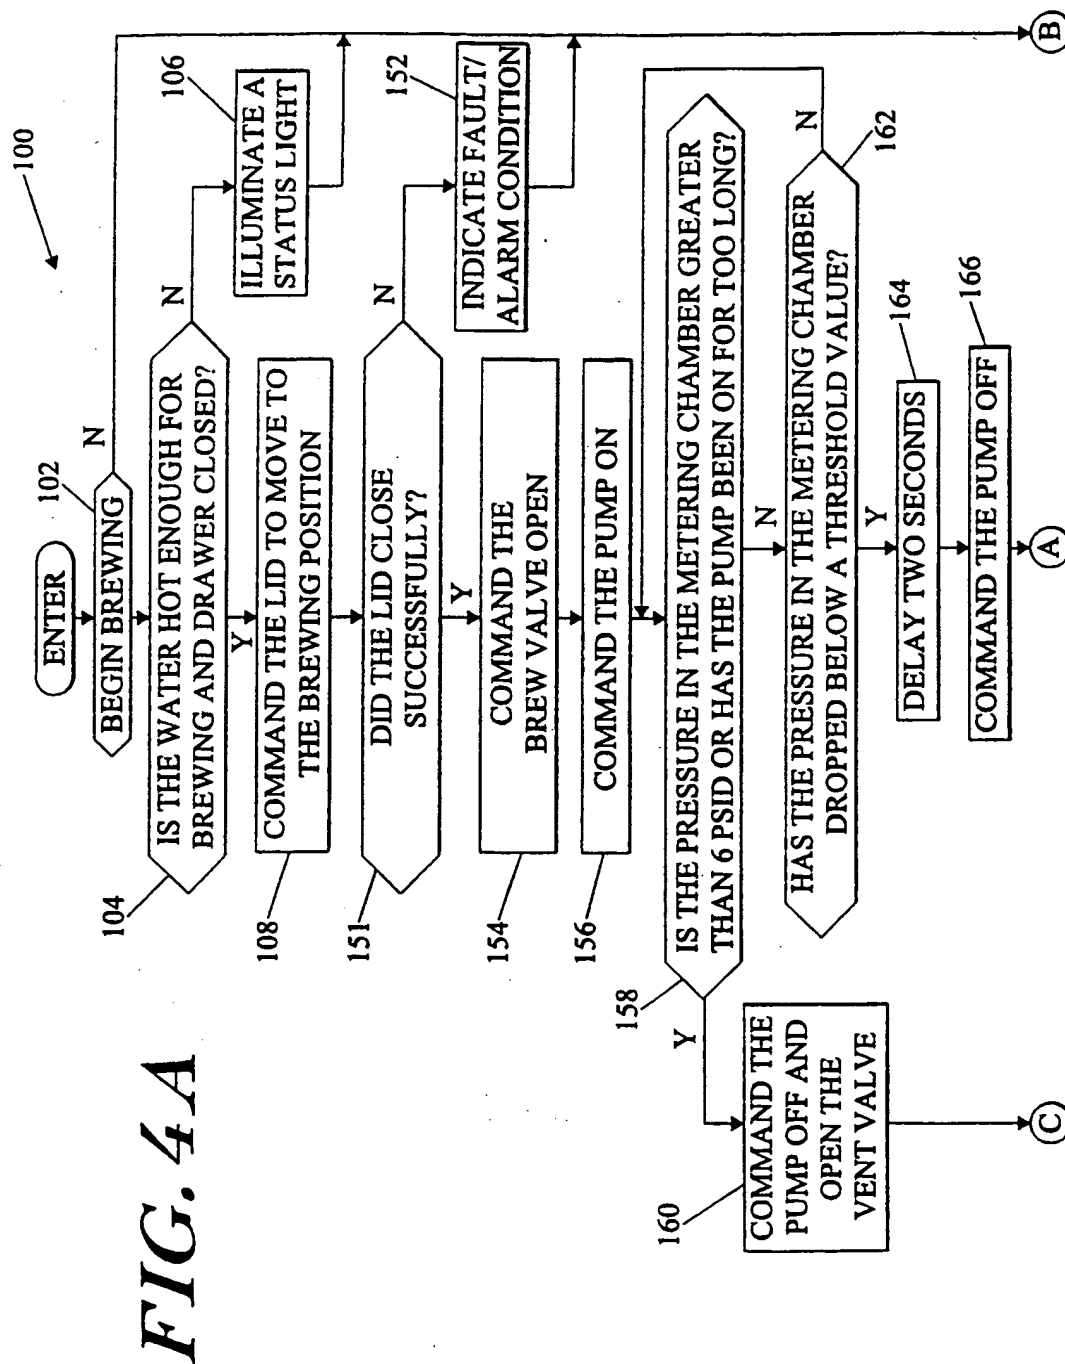 FIG. 4A
100
ENTER
102
BEGIN BREWING
N
104
IS THE WATER HOT ENOUGH FOR
BREWING AND DRAWER CLOSED?
N
Y
106
ILLUMINATE A
STATUS LIGHT
108
COMMAND THE LID TO MOVE TO
THE BREWING POSITION
151
DID THE LID CLOSE
SUCCESSFULLY?
N
Y
152
INDICATE FAULT/
ALARM CONDITION
154
COMMAND THE
BREW VALVE OPEN
156
COMMAND THE PUMP ON
158
IS THE PRESSURE IN THE METERING CHAMBER GREATER
THAN 6 PSID OR HAS THE PUMP BEEN ON FOR TOO LONG?
Y
N
160
COMMAND THE
PUMP OFF AND
OPEN THE
VENT VALVE
162
HAS THE PRESSURE IN THE METERING CHAMBER
DROPPED BELOW A THRESHOLD VALUE?
N
Y
164
DELAY TWO SECONDS
166
COMMAND THE PUMP OFF
C
A
B